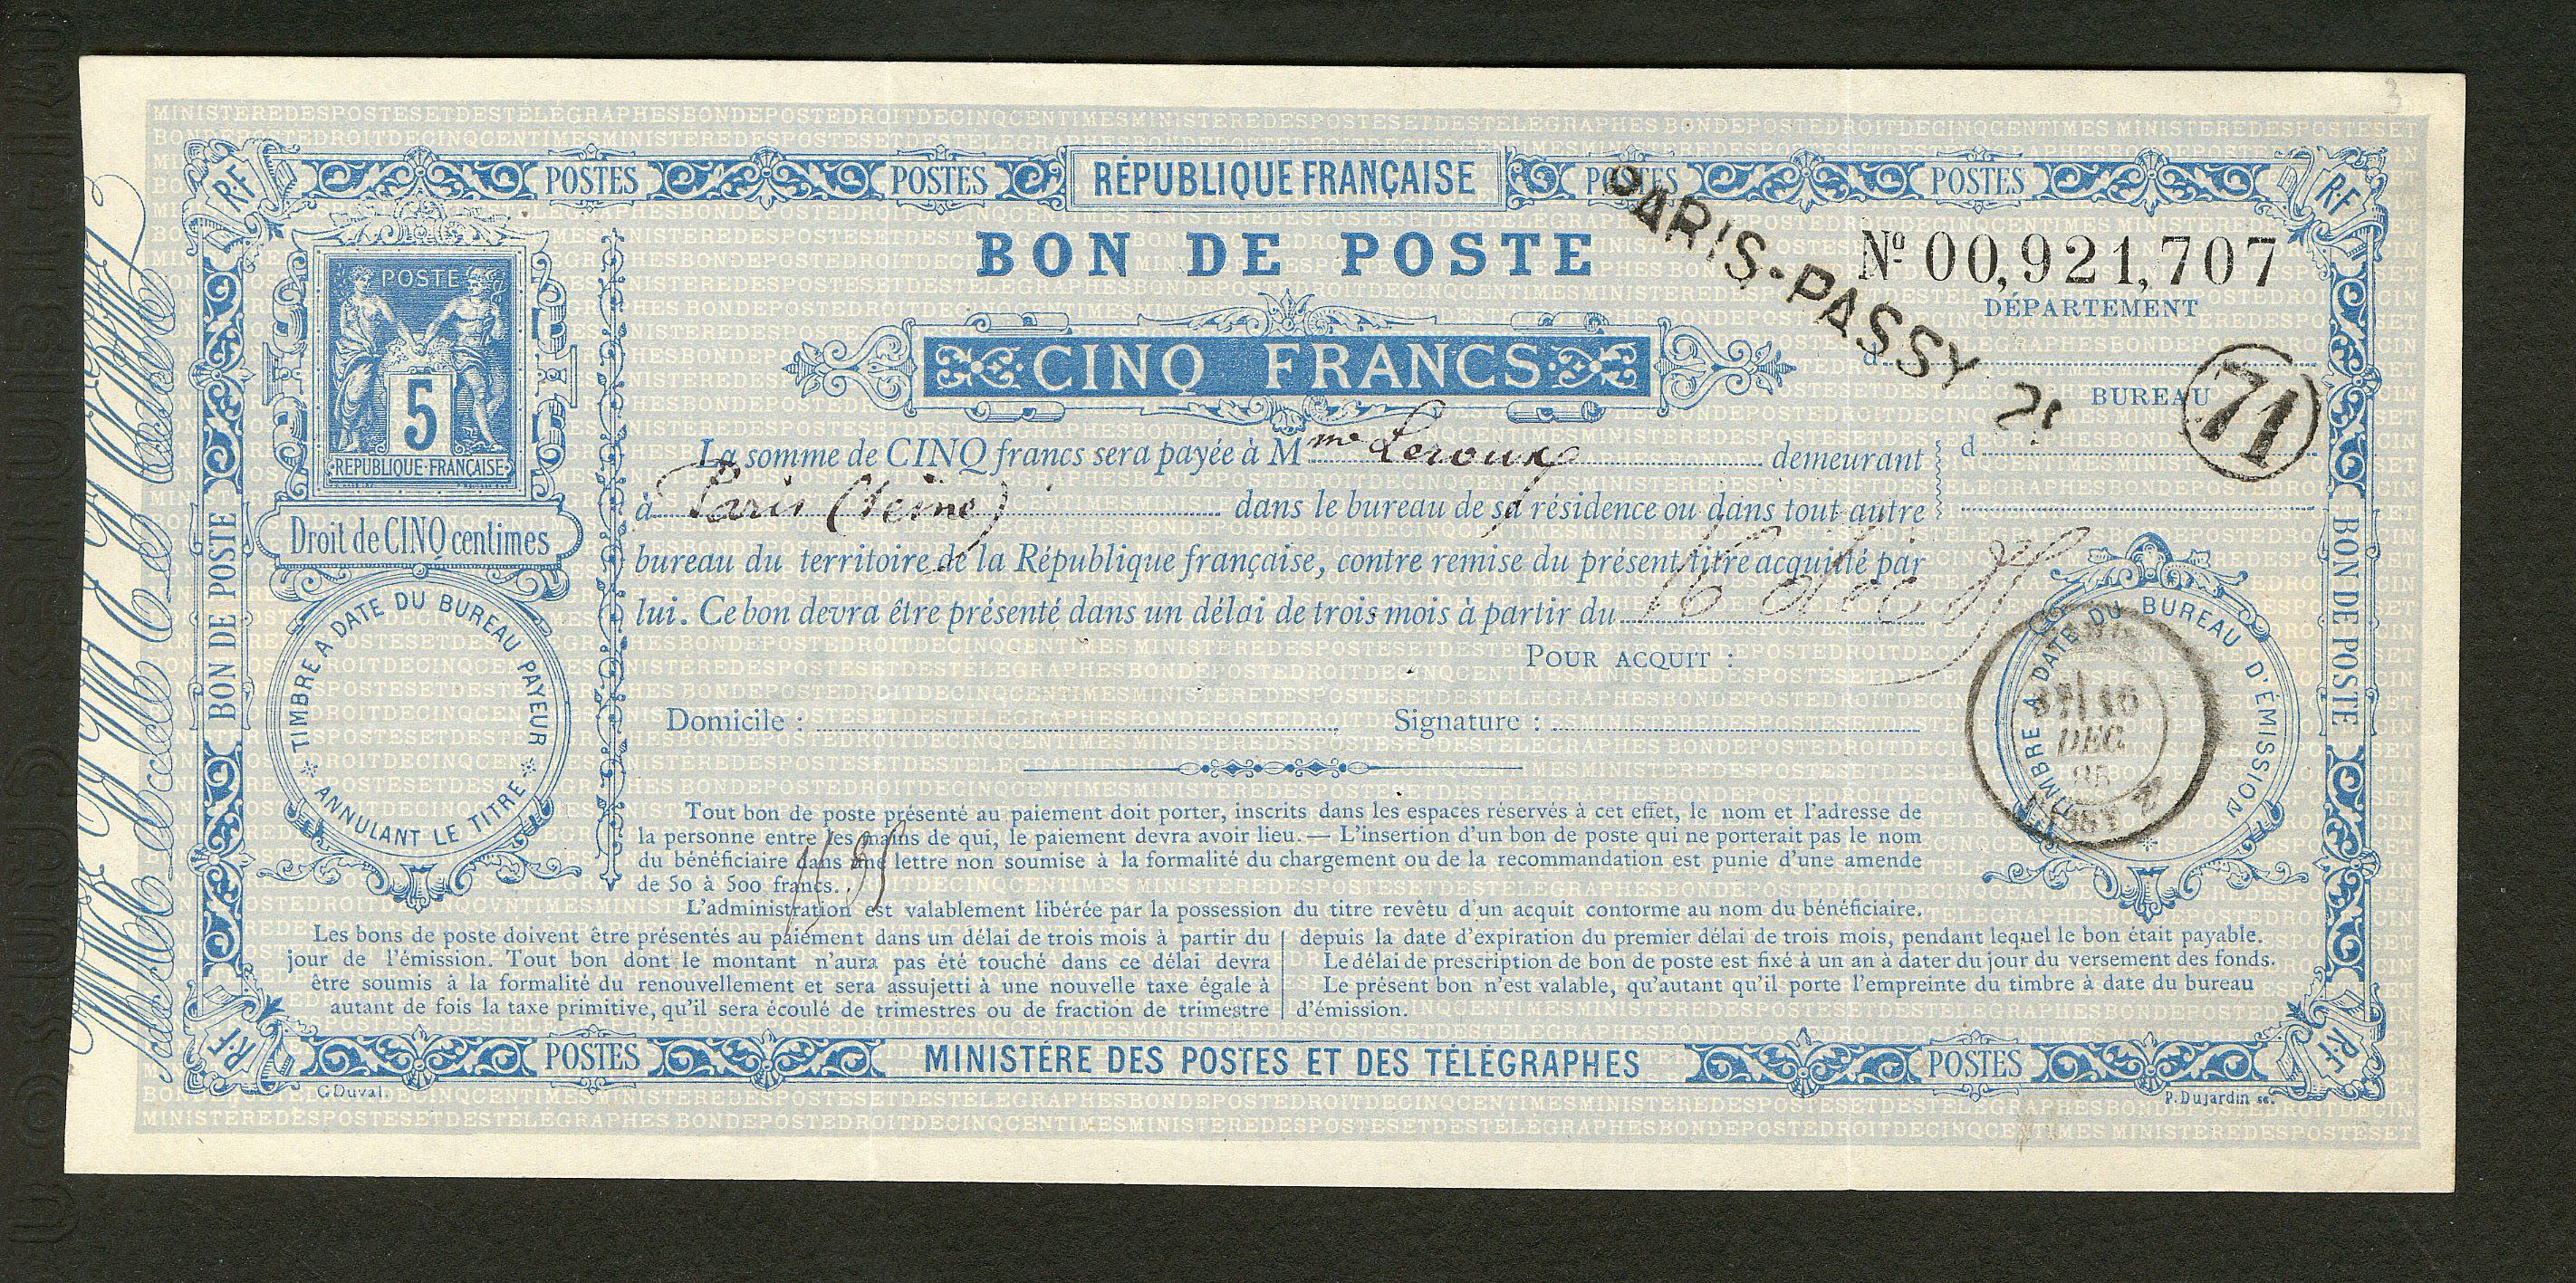 MINISTÈREDESPOSTESETDESTÉLÉGRAPHESBONDEPOSTEDROITDECINQCENTIMES
R.F
POSTES
POSTES
RÉPUBLIQUE FRANÇAISE
POSTES
POSTES
R.F
PARIS-PASSY
BON DE POSTE
Nº 00,921,707
DÉPARTEMENT
d
POSTE
5
REPUBLIQUE·FRANÇAISE
CINQ FRANCS
BUREAU
71
d
La somme de CINQ francs sera payée à Mme Leroux demeurant
à Paris (Seine) dans le bureau de sa résidence ou dans tout autre
bureau du territoire de la République française, contre remise du présent titre acquitté par
lui. Ce bon devra être présenté dans un délai de trois mois à partir du 16 dec 85
Droit de CINQ centimes
BON DE POSTE
BON DE POSTE
TIMBRE A DATE DU BUREAU PAYEUR
ANNULANT LE TITRE
POUR ACQUIT :
Domicile :
Signature :
TIMBRE A DATE DU BUREAU D'ÉMISSION
16
DEC
85
Tout bon de poste présenté au paiement doit porter, inscrits dans les espaces réservés à cet effet, le nom et l'adresse de
la personne entre les mains de qui, le paiement devra avoir lieu.— L'insertion d'un bon de poste qui ne porterait pas le nom
du bénéficiaire dans une lettre non soumise à la formalité du chargement ou de la recommandation est punie d'une amende
de 50 à 500 francs.
L'administration est valablement libérée par la possession du titre revêtu d'un acquit conforme au nom du bénéficiaire.
Les bons de poste doivent être présentés au paiement dans un délai de trois mois à partir du
jour de l'émission. Tout bon dont le montant n'aura pas été touché dans ce délai devra
être soumis à la formalité du renouvellement et sera assujetti à une nouvelle taxe égale à
autant de fois la taxe primitive, qu'il sera écoulé de trimestres ou de fraction de trimestre
depuis la date d'expiration du premier délai de trois mois, pendant lequel le bon était payable.
Le délai de prescription de bon de poste est fixé à un an à dater du jour du versement des fonds.
Le présent bon n'est valable, qu'autant qu'il porte l'empreinte du timbre à date du bureau
d'émission.
R.F
POSTES
MINISTÈRE DES POSTES ET DES TÉLÉGRAPHES
POSTES
R.F
C. Duval.
P. Dujardin sc.